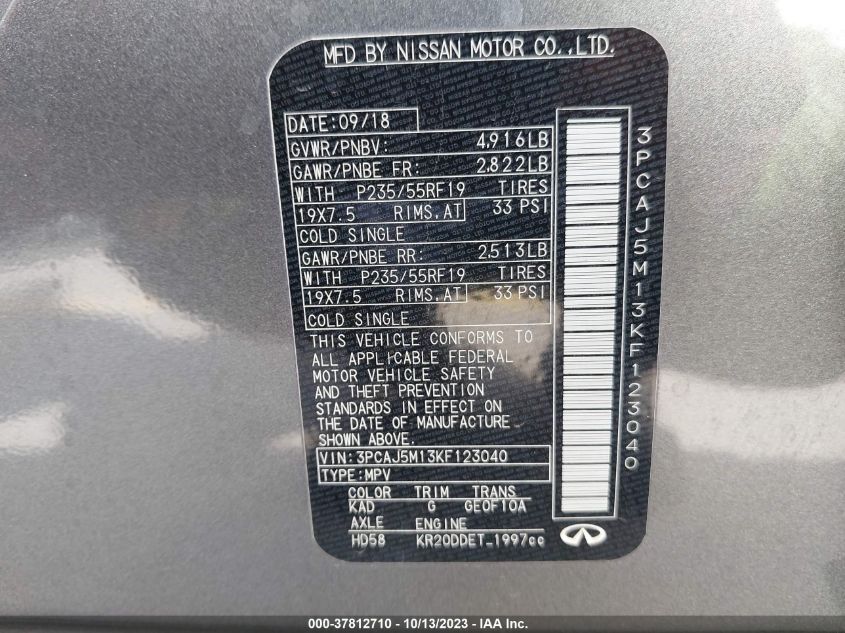 MFD BY NISSAN MOTOR CO.,LTD.
DATE:09/18
GVWR/PNBV: 4,916LB
GAWR/PNBE FR: 2,822LB
WITH P235/55RF19 TIRES
19X7.5 RIMS,AT 33 PSI
COLD SINGLE
GAWR/PNBE RR: 2,513LB
WITH P235/55RF19 TIRES
19X7.5 RIMS,AT 33 PSI
COLD SINGLE
THIS VEHICLE CONFORMS TO
ALL APPLICABLE FEDERAL
MOTOR VEHICLE SAFETY
AND THEFT PREVENTION
STANDARDS IN EFFECT ON
THE DATE OF MANUFACTURE
SHOWN ABOVE.
VIN:3PCAJ5M13KF123040
TYPE:MPV
COLOR TRIM TRANS
KAD G GE0F10A
AXLE ENGINE
HD58 KR20DDET_1997cc
3PCAJ5M13KF123040
000-37812710 - 10/13/2023 - Copyright © 2023 - IAA Inc.